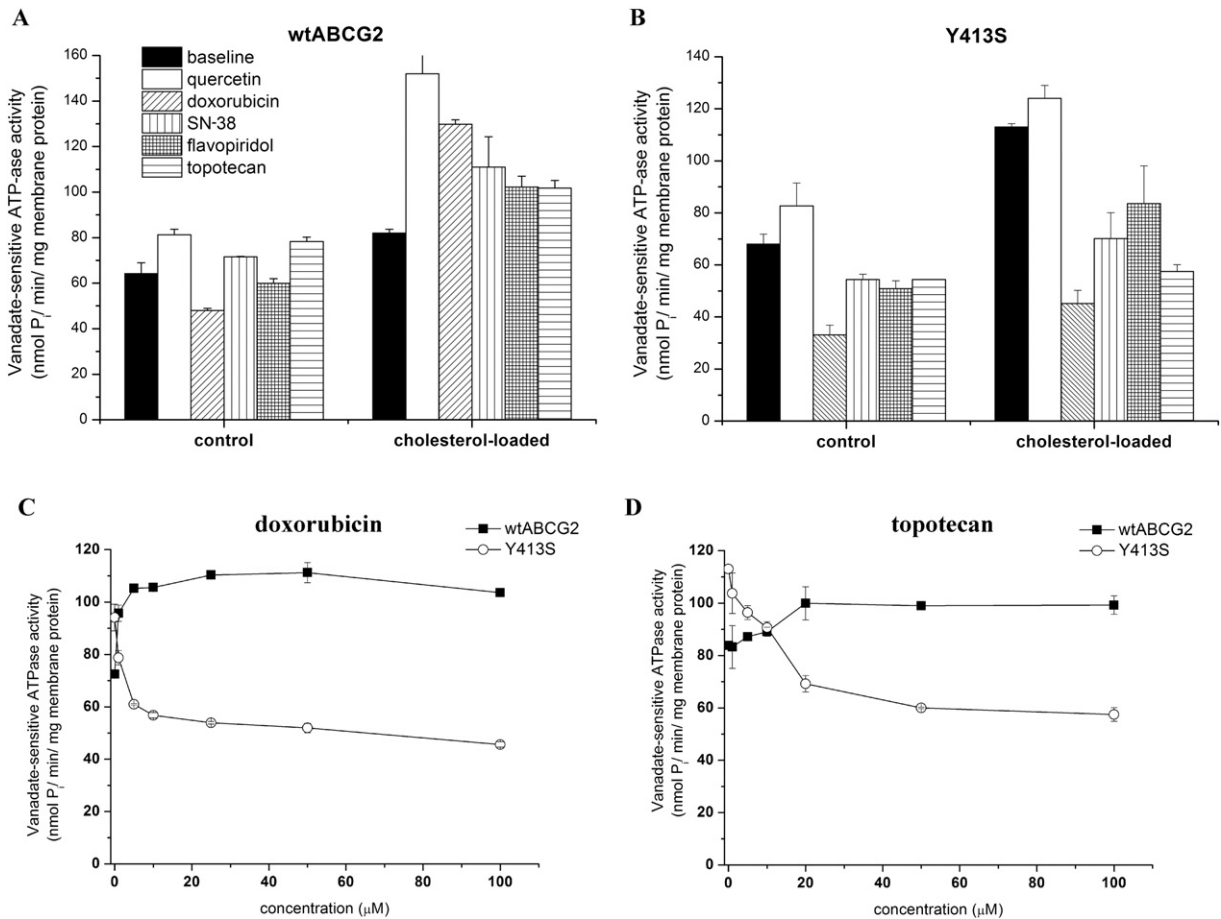 A
wtABCG2
Vanadate-sensitive ATP-ase activity
(nmol Pi/ min/ mg membrane protein)
160
140
120
100
80
60
40
20
0
baseline
quercetin
doxorubicin
SN-38
flavopiridol
topotecan
control
cholesterol-loaded
B
Y413S
Vanadate-sensitive ATP-ase activity
(nmol Pi/ min/ mg membrane protein)
140
120
100
80
60
40
20
0
control
cholesterol-loaded
C
doxorubicin
wtABCG2
Y413S
Vanadate-sensitive ATPase activity
(nmol Pi/ min/ mg membrane protein)
120
100
80
60
40
20
0
0 20 40 60 80 100
concentration (µM)
D
topotecan
wtABCG2
Y413S
Vanadate-sensitive ATPase activity
(nmol Pi/ min/ mg membrane protein)
120
100
80
60
40
20
0
0 20 40 60 80 100
concentration (µM)